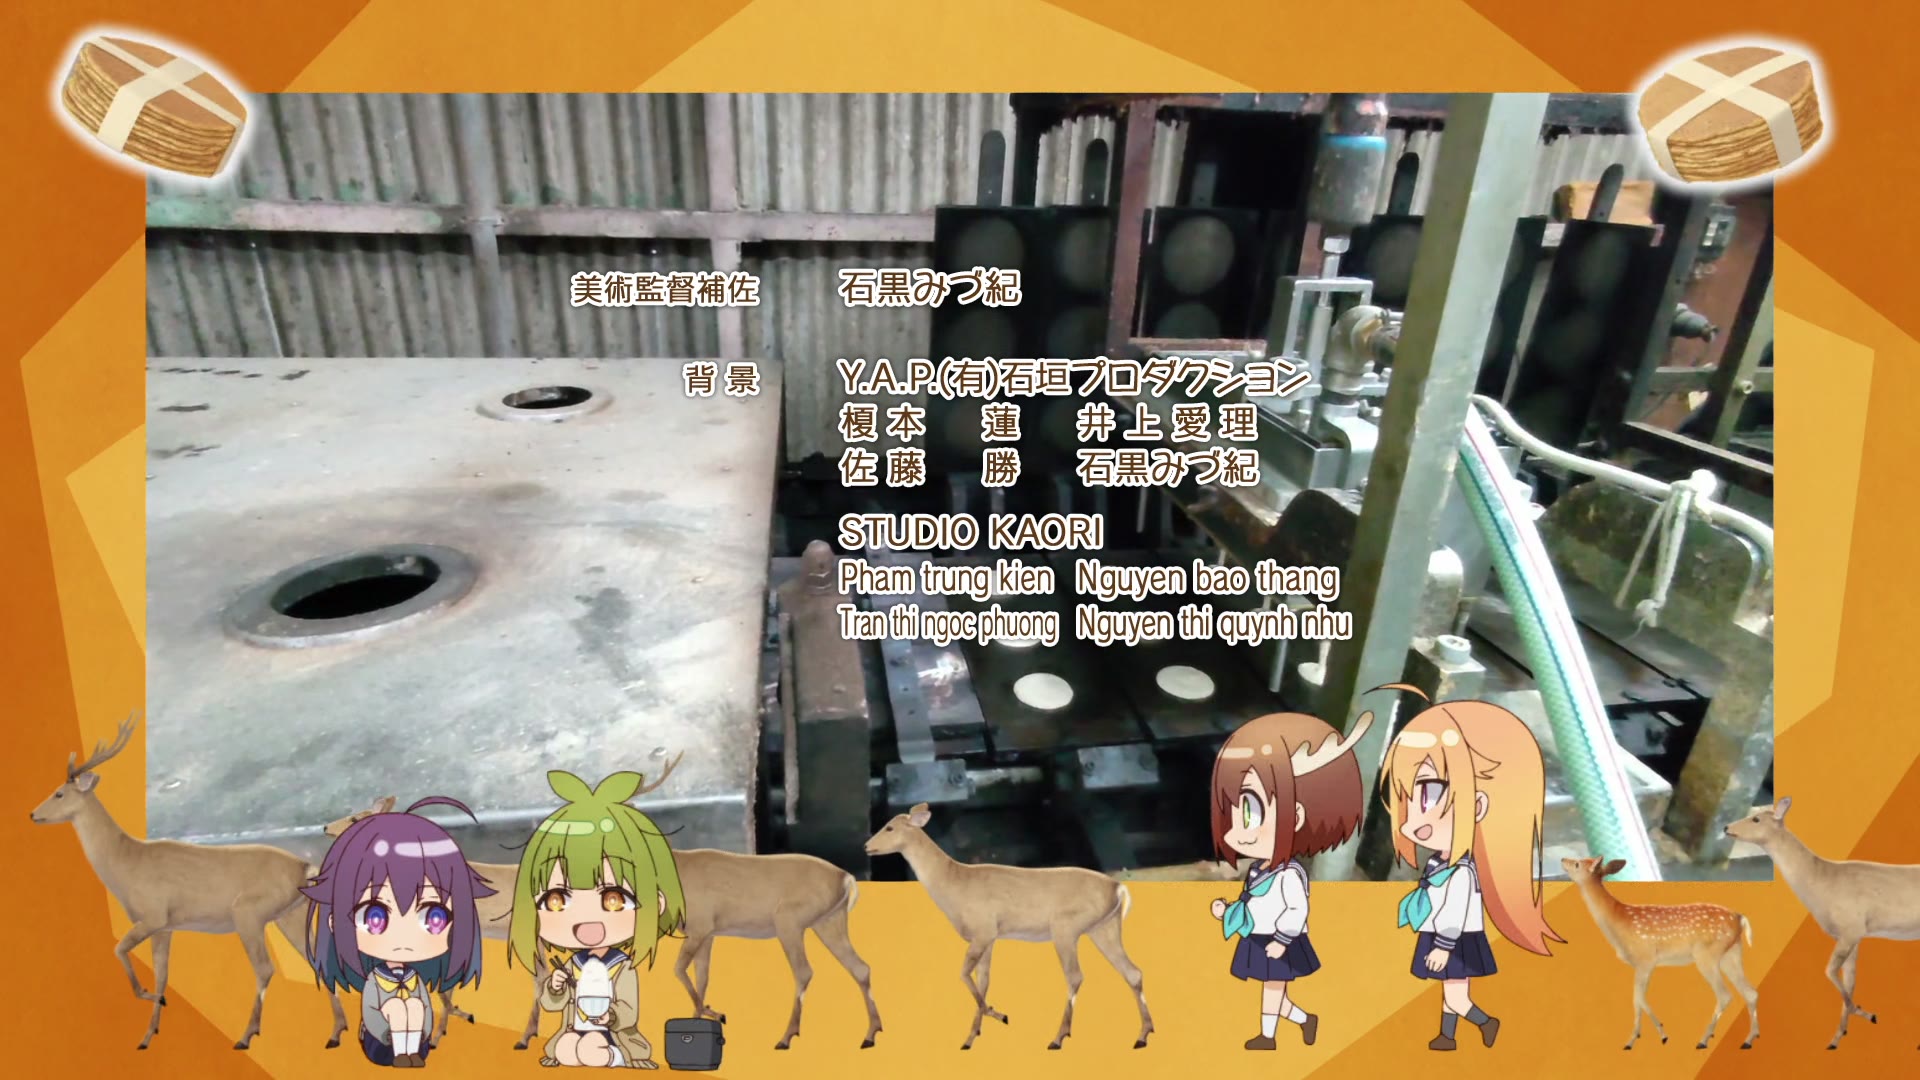 美術監督補佐 石黒みづ紀
背景 Y.A.P.(有)石垣プロダクション
榎本 蓮 井上愛理
佐藤 勝 石黒みづ紀
STUDIO KAORI
Pham trung kien Nguyen bao thang
Tran thi ngoc phuong Nguyen thi quynh nhu